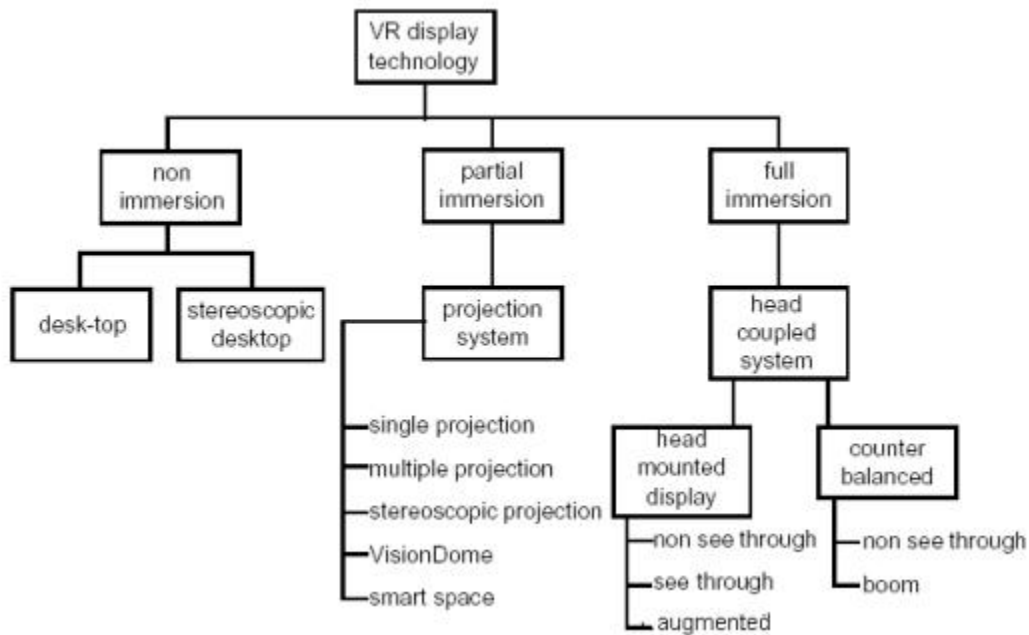 VR display
technology
non
immersion
partial
immersion
full
immersion
desk-top
stereoscopic
desktop
projection
system
head
coupled
system
single projection
multiple projection
stereoscopic projection
VisionDome
smart space
head
mounted
display
counter
balanced
non see through
see through
augmented
non see through
boom